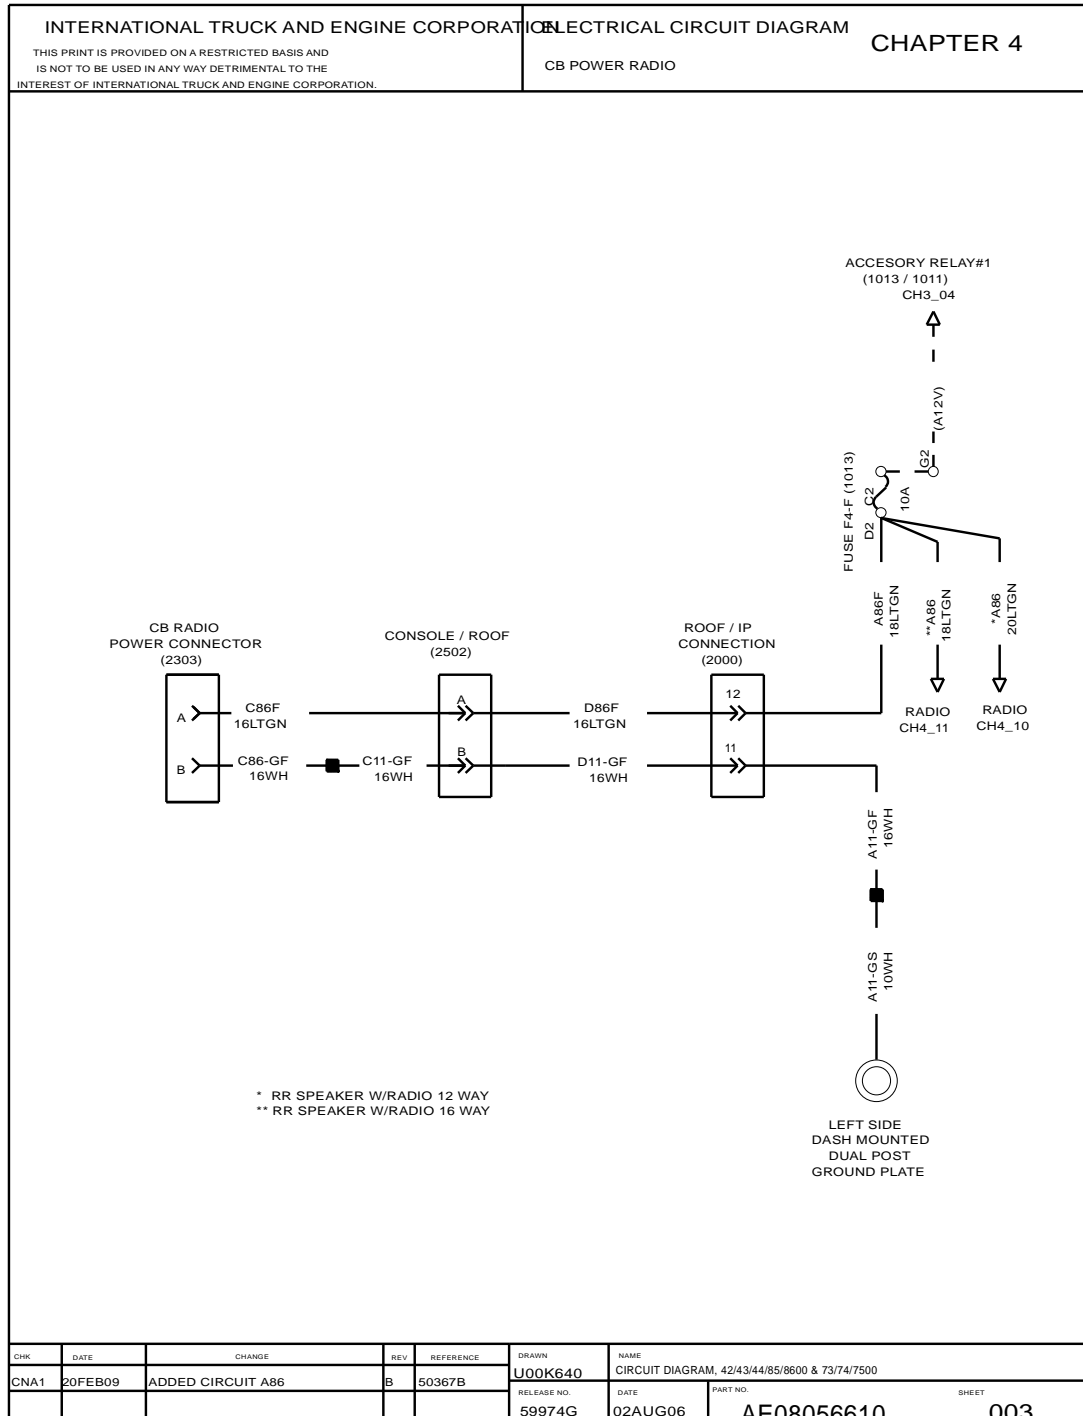 INTERNATIONAL TRUCK AND ENGINE CORPORATION
THIS PRINT IS PROVIDED ON A RESTRICTED BASIS AND
IS NOT TO BE USED IN ANY WAY DETRIMENTAL TO THE
INTEREST OF INTERNATIONAL TRUCK AND ENGINE CORPORATION.
ELECTRICAL CIRCUIT DIAGRAM
CB POWER RADIO
CHAPTER 4
ACCESORY RELAY#1
(1013 / 1011)
CH3_04
(A12V)
G2
FUSE F4-F (1013)
C2
10A
D2
A86F
18LTGN
**A86
18LTGN
*A86
20LTGN
RADIO
CH4_11
RADIO
CH4_10
CB RADIO
POWER CONNECTOR
(2303)
CONSOLE / ROOF
(2502)
ROOF / IP
CONNECTION
(2000)
A
C86F
16LTGN
A
D86F
16LTGN
12
B
C86-GF
16WH
C11-GF
16WH
B
D11-GF
16WH
11
A11-GF
16WH
A11-GS
10WH
LEFT SIDE
DASH MOUNTED
DUAL POST
GROUND PLATE
* RR SPEAKER W/RADIO 12 WAY
** RR SPEAKER W/RADIO 16 WAY
CHK DATE CHANGE REV REFERENCE
CNA1 20FEB09 ADDED CIRCUIT A86 B 50367B
DRAWN
U00K640
NAME
CIRCUIT DIAGRAM, 42/43/44/85/8600 & 73/74/7500
RELEASE NO.
59974G
DATE
02AUG06
PART NO.
AE08056610
SHEET
003